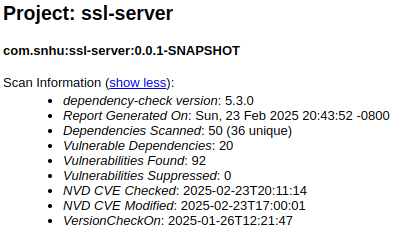 Project: ssl-server
com.snhu:ssl-server:0.0.1-SNAPSHOT
Scan Information (show less):
• dependency-check version: 5.3.0
• Report Generated On: Sun, 23 Feb 2025 20:43:52 -0800
• Dependencies Scanned: 50 (36 unique)
• Vulnerable Dependencies: 20
• Vulnerabilities Found: 92
• Vulnerabilities Suppressed: 0
• NVD CVE Checked: 2025-02-23T20:11:14
• NVD CVE Modified: 2025-02-23T17:00:01
• VersionCheckOn: 2025-01-26T12:21:47